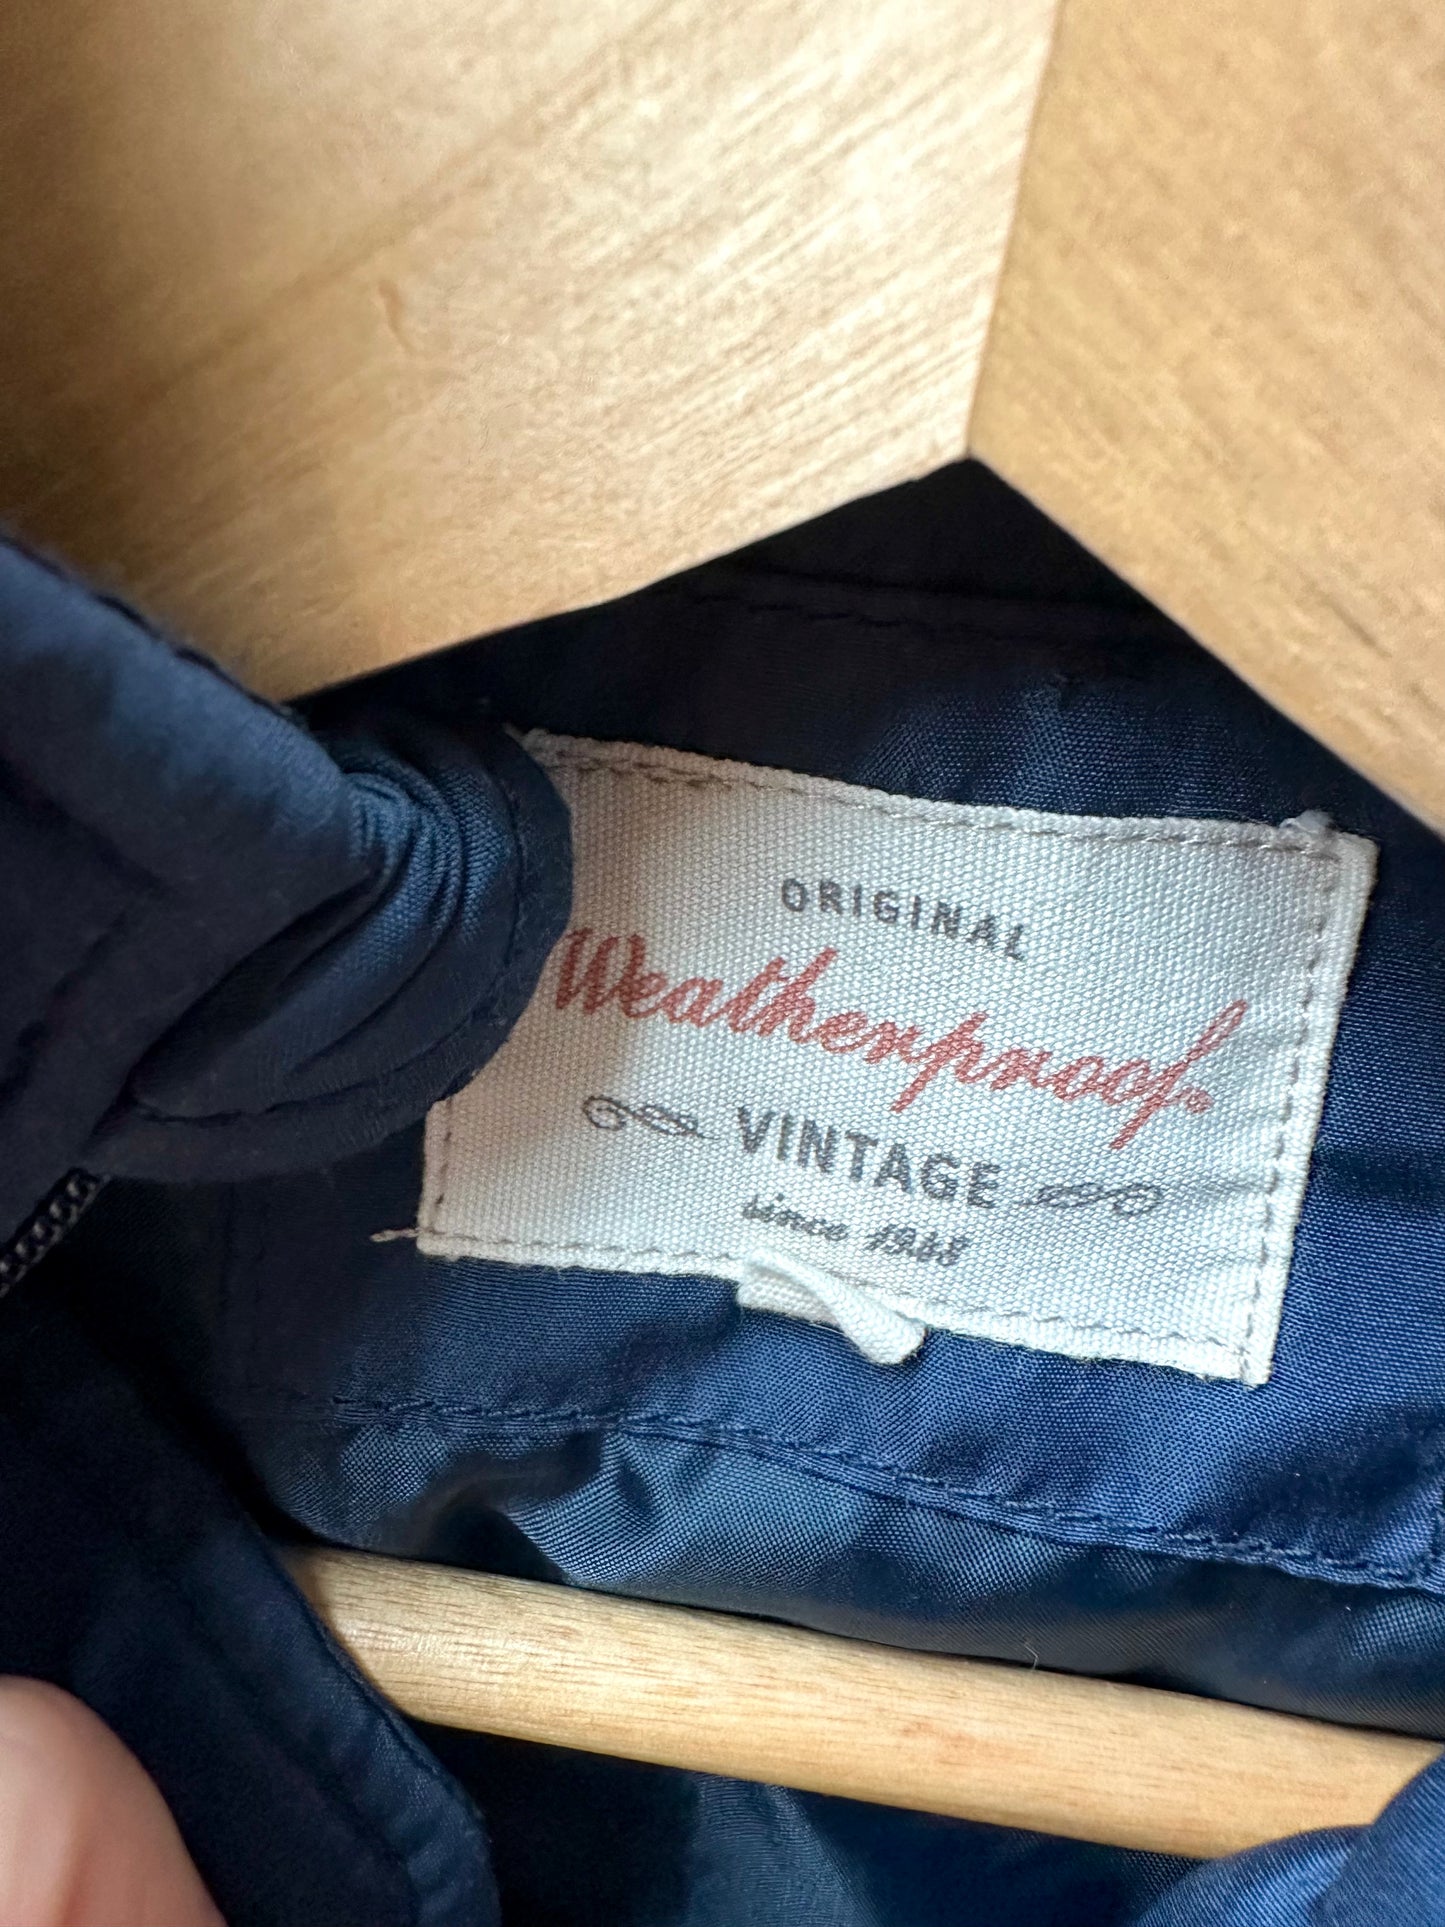 ORIGINAL
Weatherproof®
VINTAGE
since 1948